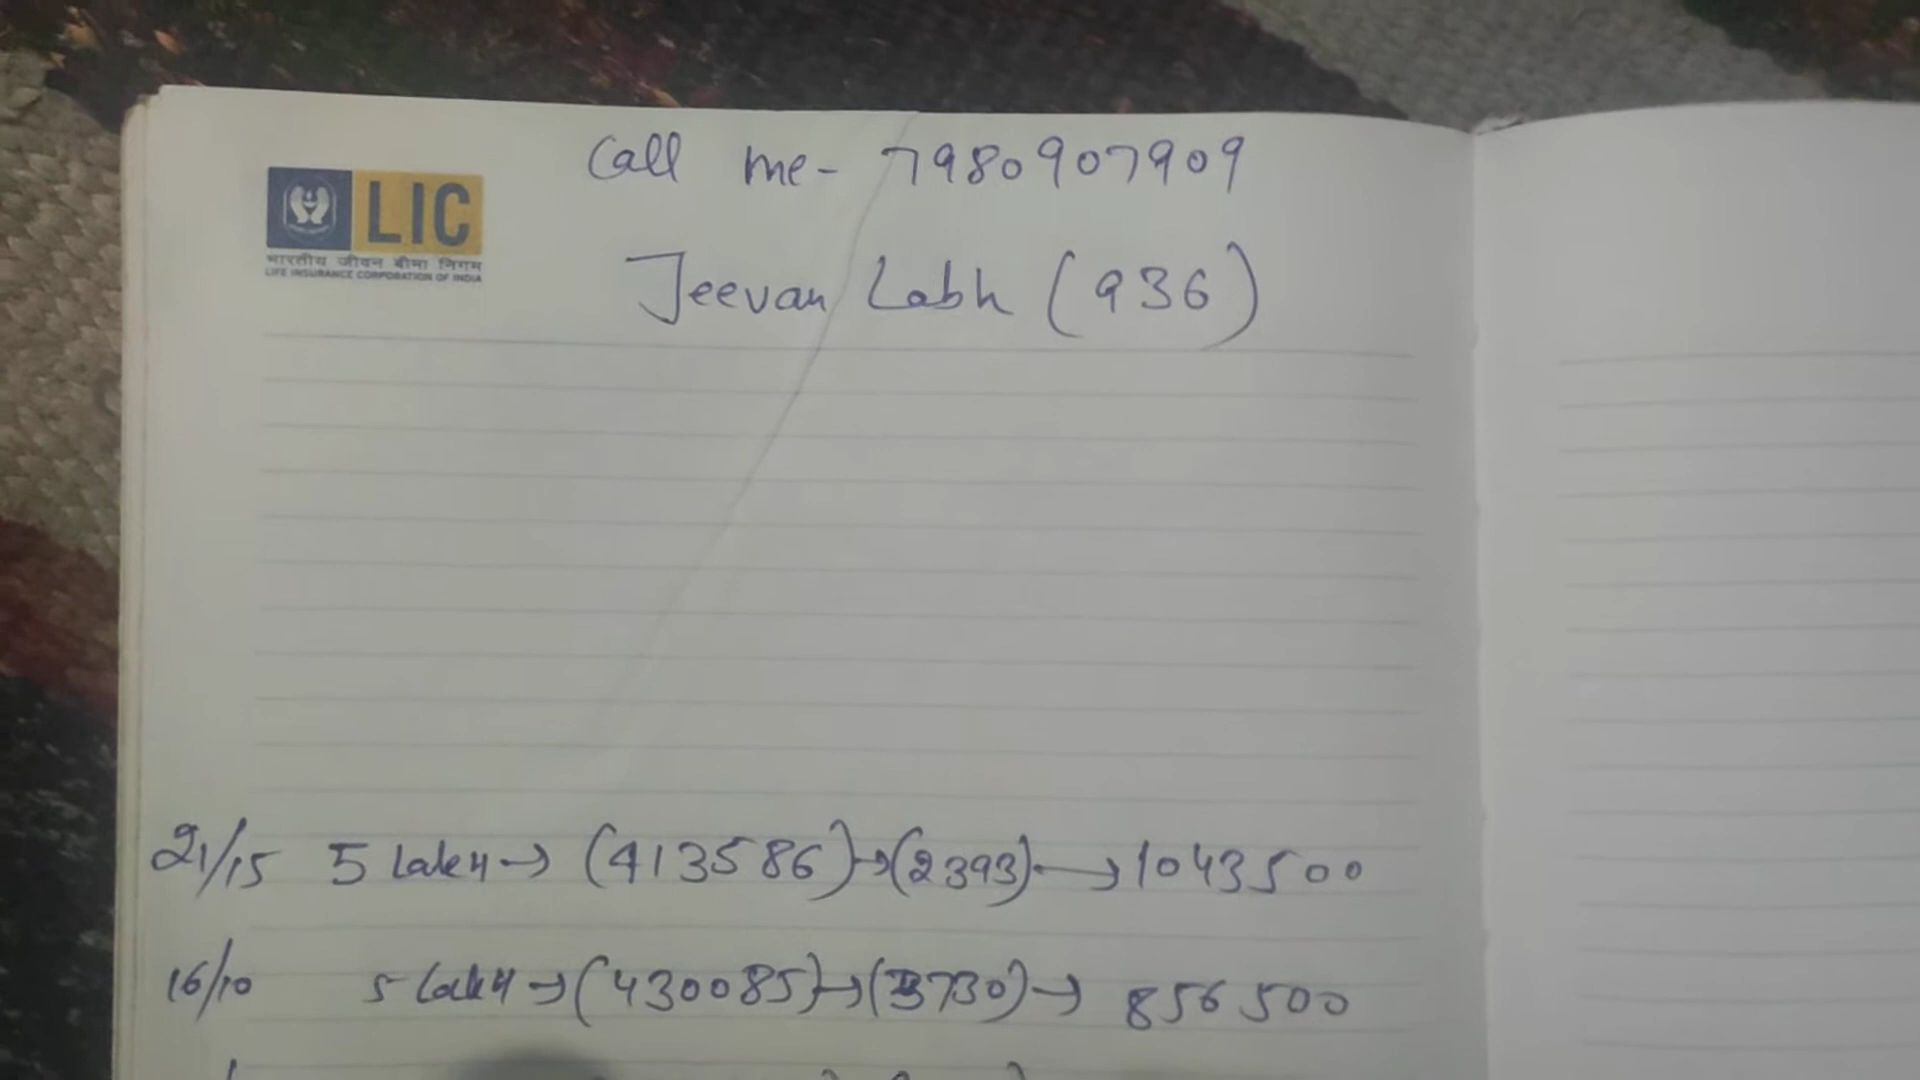 Call me - 7980907909
LIC
भारतीय जीवन बीमा निगम
LIFE INSURANCE CORPORATION OF INDIA
Jeevan Labh (936)
21/15 5 Lakh → (413586) → (2393) → 1043500
16/10 5 Lakh → (430085) → (3730) → 856500